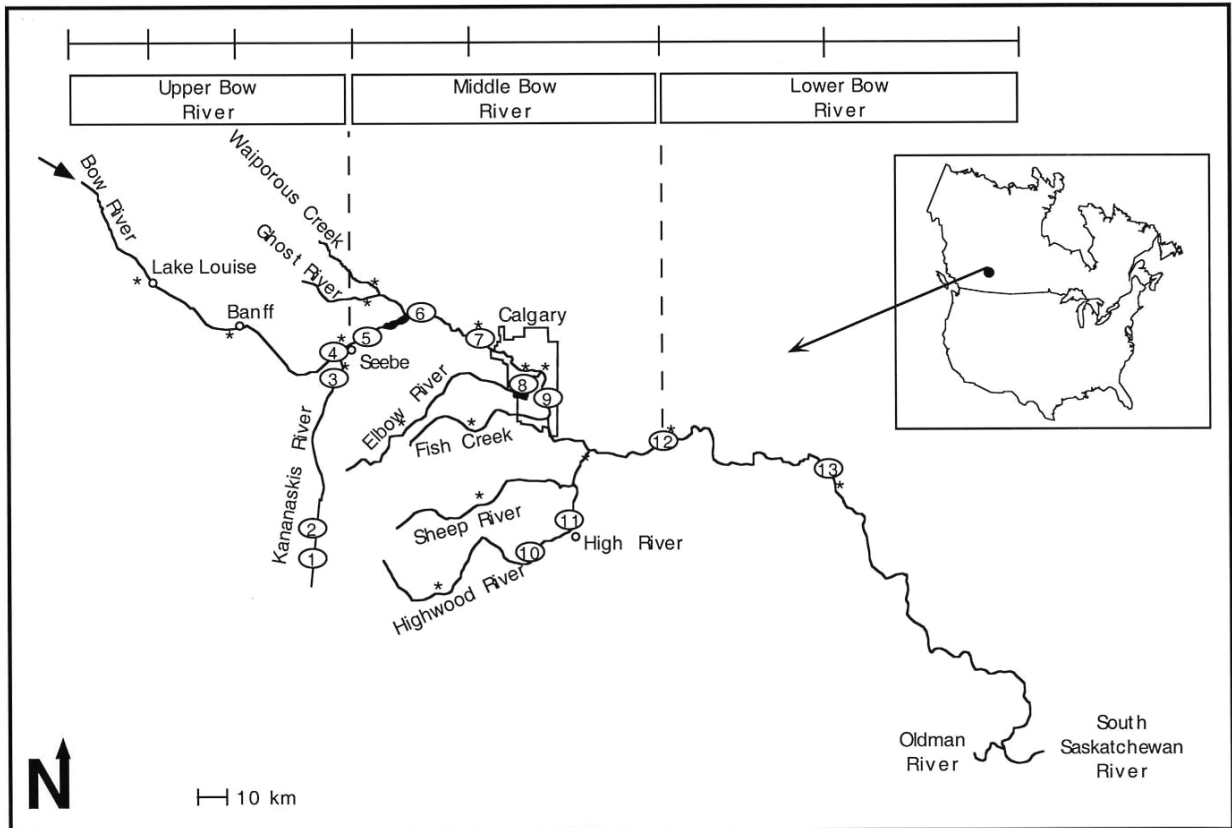 Upper Bow
River
Middle Bow
River
Lower Bow
River
Waiporous Creek
Bow River
Ghost River
Lake Louise
Banff
Calgary
6
7
5
4
Seebe
3
8
9
Elbow River
Fish Creek
12
13
Kananaskis River
Sheep River
11
High River
2
1
10
Highwood River
N
10 km
Oldman
River
South
Saskatchewan
River